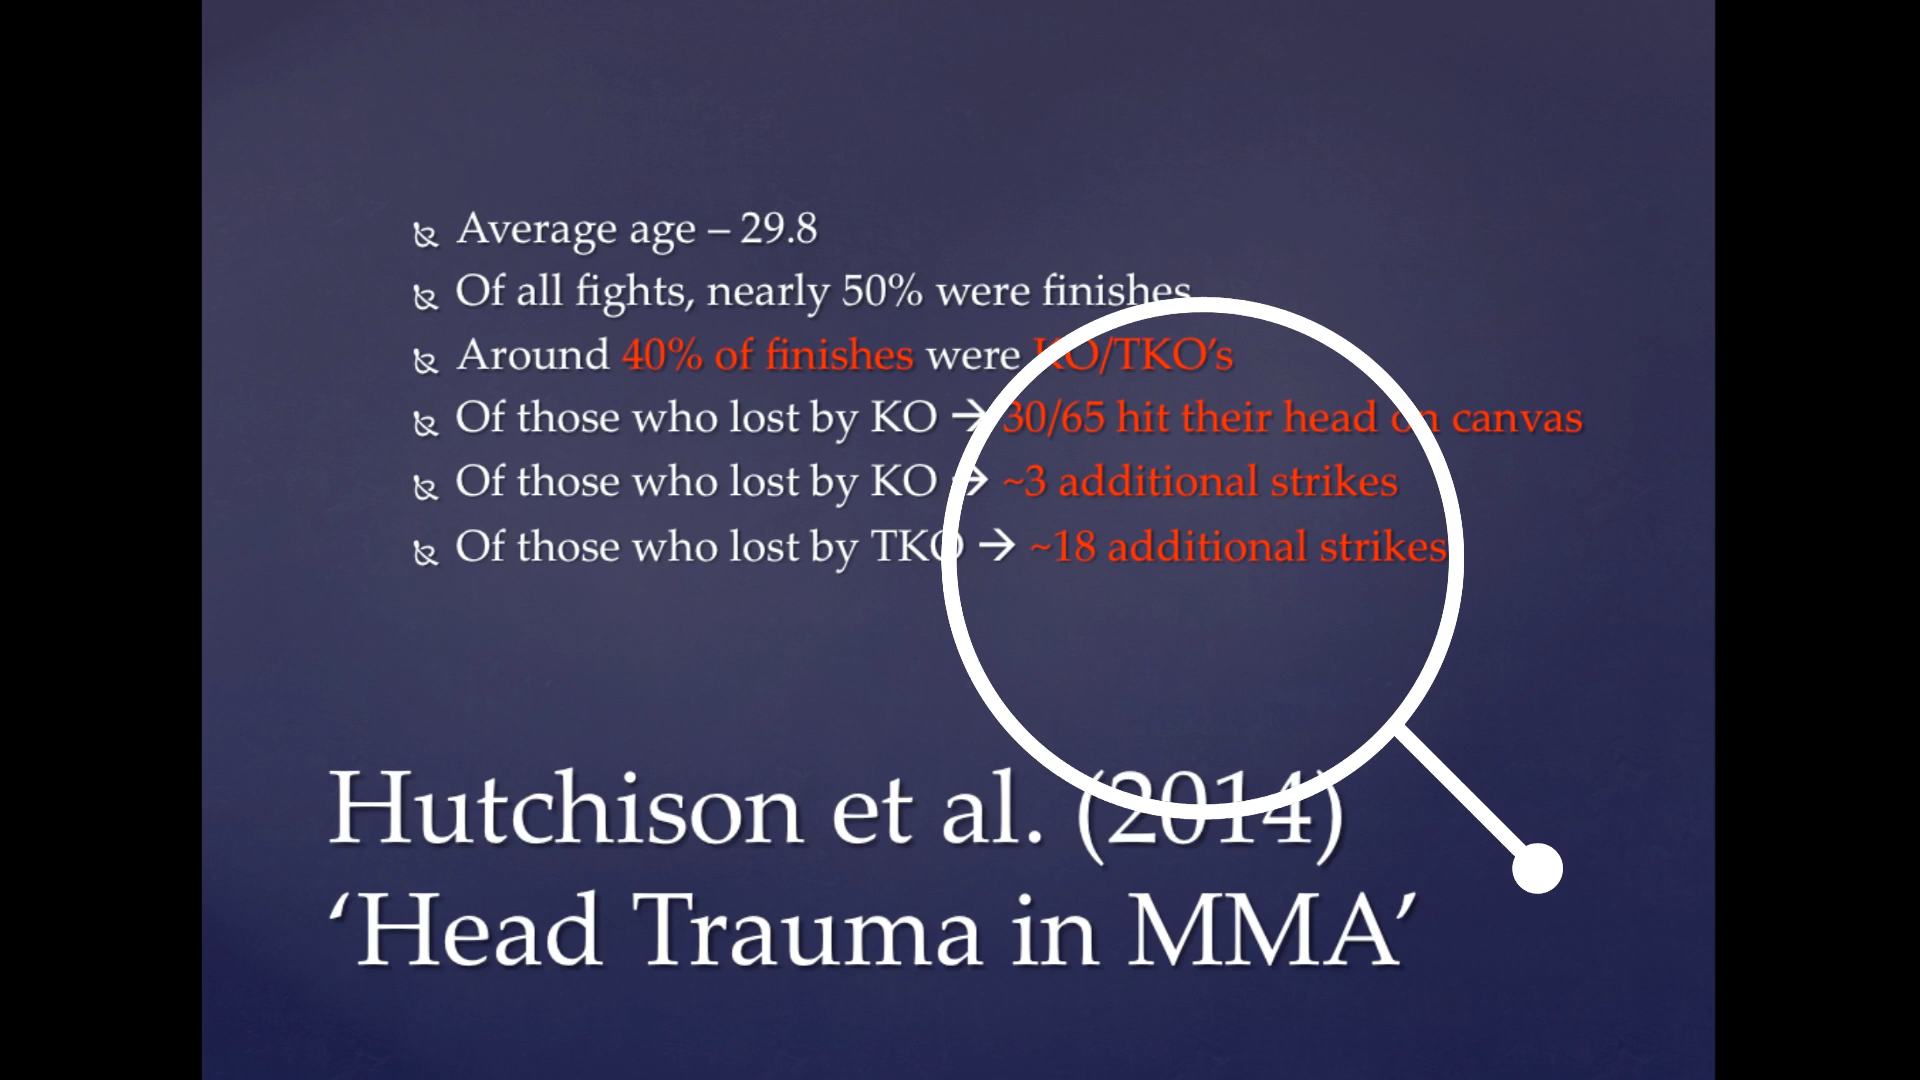 Average age – 29.8
Of all fights, nearly 50% were finishes
Around 40% of finishes were KO/TKO’s
Of those who lost by KO → 30/65 hit their head on canvas
Of those who lost by KO → ~3 additional strikes
Of those who lost by TKO → ~18 additional strikes
Hutchison et al. (2014)
‘Head Trauma in MMA’